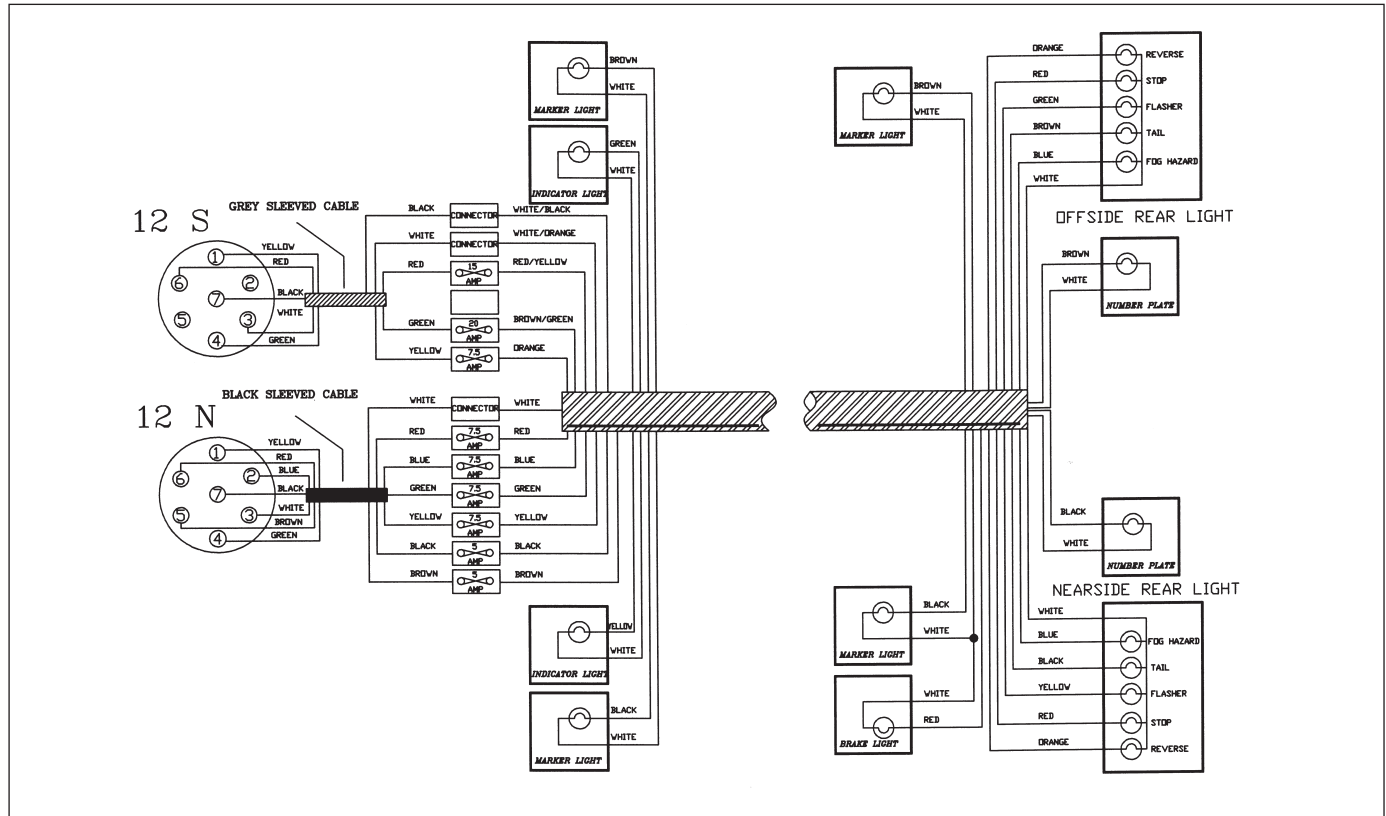 BROWN
WHITE
MARKER LIGHT
GREEN
WHITE
INDICATOR LIGHT
12 S
GREY SLEEVED CABLE
YELLOW
RED
BLACK
WHITE
GREEN
1
6
2
7
5
3
4
BLACK
CONNECTOR
WHITE/BLACK
WHITE
CONNECTOR
WHITE/ORANGE
RED
15
AMP
RED/YELLOW
GREEN
20
AMP
BROWN/GREEN
YELLOW
7.5
AMP
ORANGE
12 N
BLACK SLEEVED CABLE
YELLOW
RED
BLUE
BLACK
WHITE
BROWN
GREEN
1
6
2
7
5
3
4
WHITE
CONNECTOR
WHITE
RED
7.5
AMP
RED
BLUE
7.5
AMP
BLUE
GREEN
7.5
AMP
GREEN
YELLOW
7.5
AMP
YELLOW
BLACK
5
AMP
BLACK
BROWN
5
AMP
BROWN
YELLOW
WHITE
INDICATOR LIGHT
BLACK
WHITE
MARKER LIGHT
BROWN
WHITE
MARKER LIGHT
ORANGE
REVERSE
RED
STOP
GREEN
FLASHER
BROWN
TAIL
BLUE
FOG HAZARD
WHITE
OFFSIDE REAR LIGHT
BROWN
WHITE
NUMBER PLATE
BLACK
WHITE
NUMBER PLATE
NEARSIDE REAR LIGHT
BLACK
WHITE
MARKER LIGHT
WHITE
RED
BRAKE LIGHT
WHITE
BLUE
FOG HAZARD
BLACK
TAIL
YELLOW
FLASHER
RED
STOP
ORANGE
REVERSE